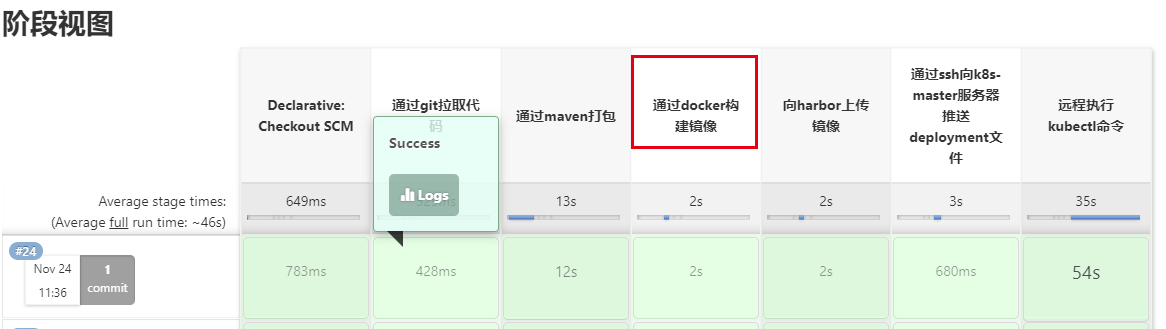 阶段视图
Declarative:
Checkout SCM
通过git拉取代
码
通过maven打包
通过docker构
建镜像
向harbor上传
镜像
通过ssh向k8s-
master服务器
推送
deployment文
件
远程执行
kubectl命令
Success
Logs
Average stage times:
(Average full run time: ~46s)
649ms
13s
2s
2s
3s
35s
#24
Nov 24
11:36
1
commit
783ms
428ms
12s
2s
2s
680ms
54s